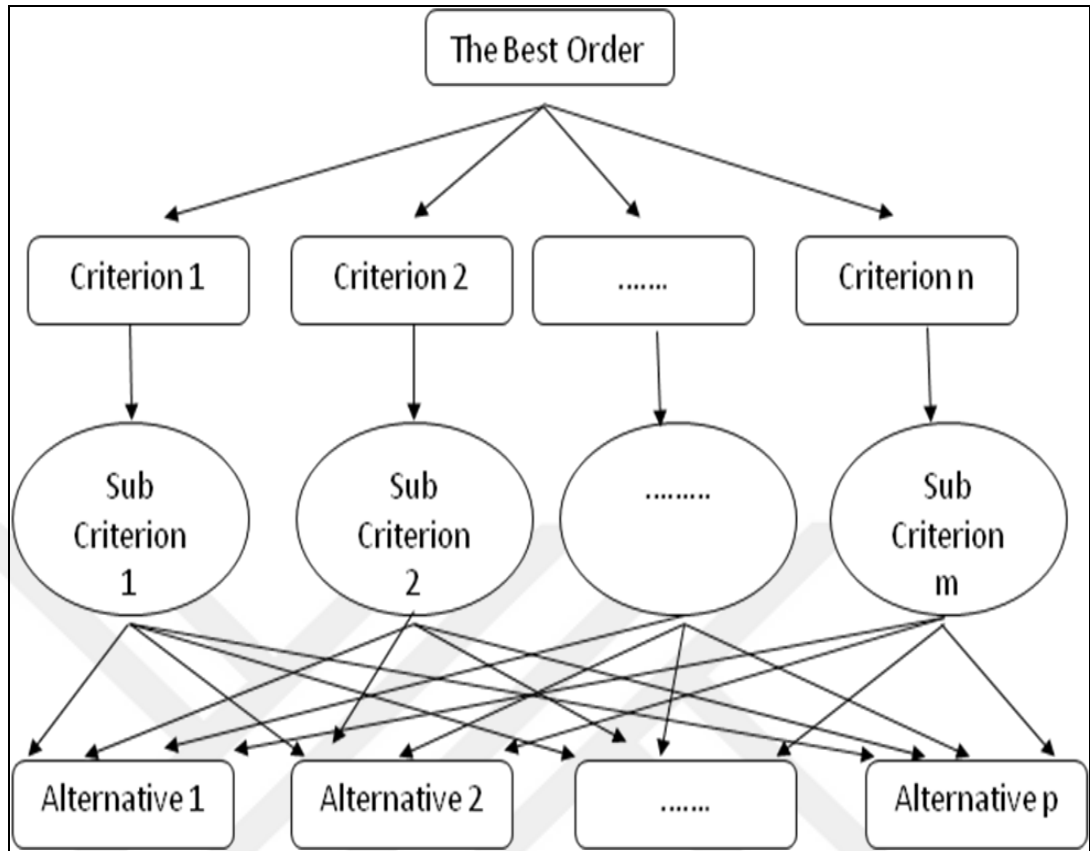 The Best Order
Criterion 1
Criterion 2
.......
Criterion n
Sub
Criterion
1
Sub
Criterion
2
.........
Sub
Criterion
m
Alternative 1
Alternative 2
.......
Alternative p